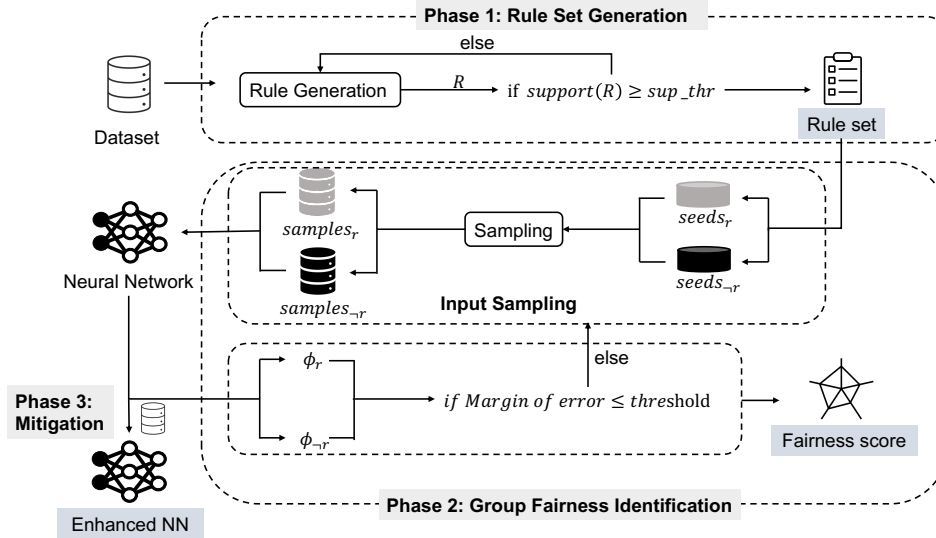 Phase 1: Rule Set Generation
else
Rule Generation
R
if support(R) ≥ sup_thr
Dataset
Rule set
samples_r
Sampling
seeds_r
Neural Network
samples_¬r
seeds_¬r
Input Sampling
else
ϕ_r
Phase 3:
Mitigation
if Margin of error ≤ threshold
ϕ_¬r
Fairness score
Phase 2: Group Fairness Identification
Enhanced NN